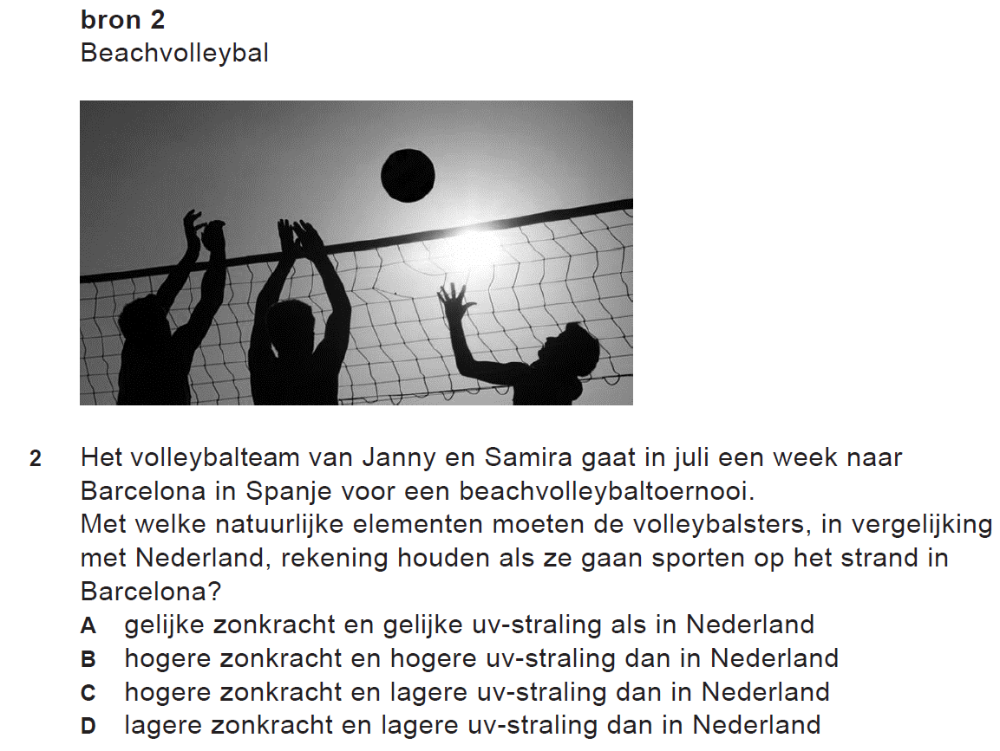 bron 2
Beachvolleybal
2 Het volleybalteam van Janny en Samira gaat in juli een week naar
Barcelona in Spanje voor een beachvolleybaltoernooi.
Met welke natuurlijke elementen moeten de volleybalsters, in vergelijking
met Nederland, rekening houden als ze gaan sporten op het strand in
Barcelona?
A gelijke zonkracht en gelijke uv-straling als in Nederland
B hogere zonkracht en hogere uv-straling dan in Nederland
C hogere zonkracht en lagere uv-straling dan in Nederland
D lagere zonkracht en lagere uv-straling dan in Nederland